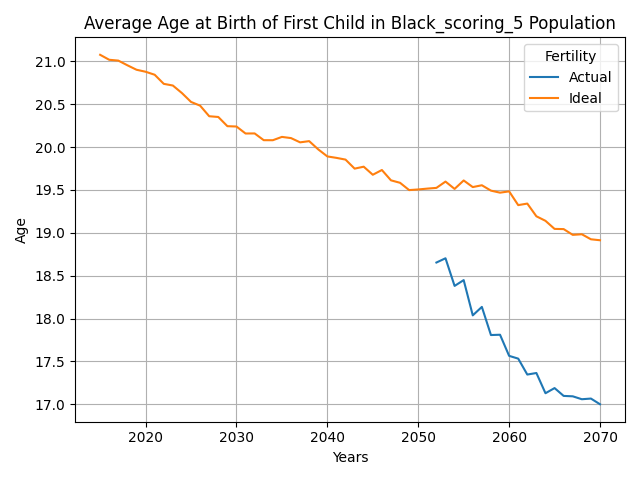 Average Age at Birth of First Child in Black_scoring_5 Population
Fertility
Actual
Ideal
Age
21.0
20.5
20.0
19.5
19.0
18.5
18.0
17.5
17.0
2020 2030 2040 2050 2060 2070
Years